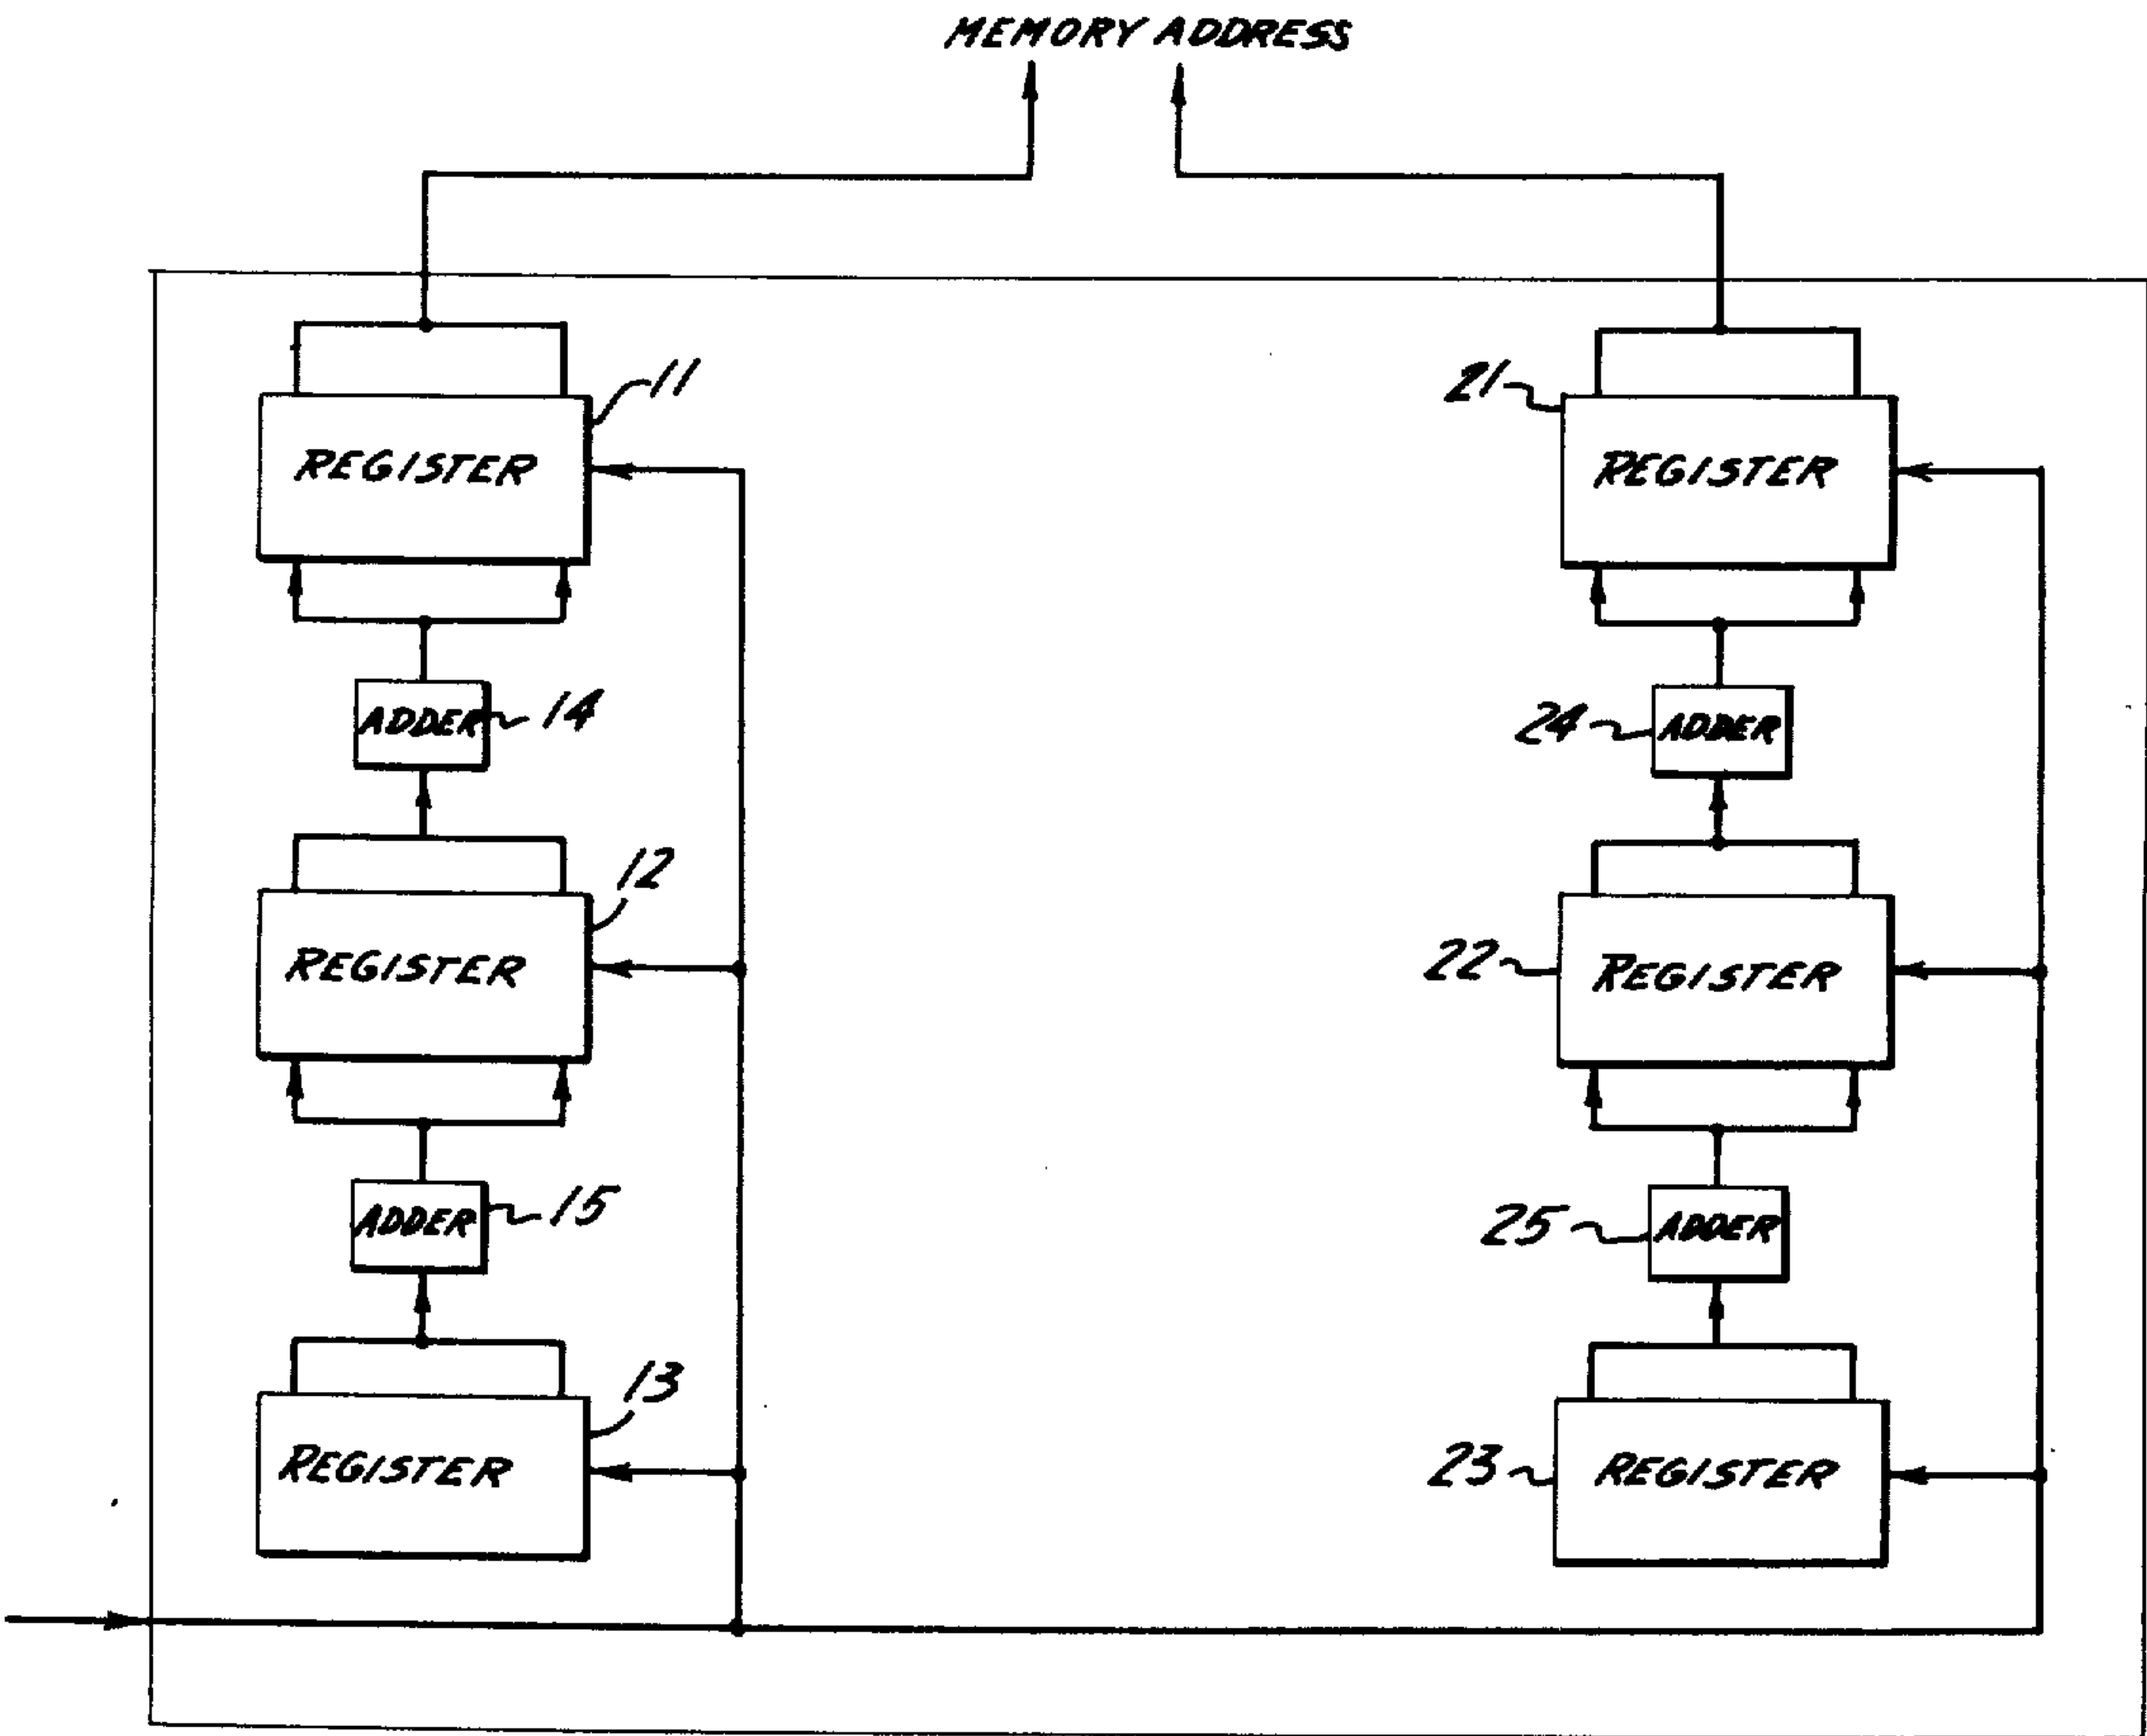 MEMORY ADDRESS
11
REGISTER
21
REGISTER
14
ADDER
24
ADDER
12
REGISTER
22
REGISTER
15
ADDER
25
ADDER
13
REGISTER
23
REGISTER